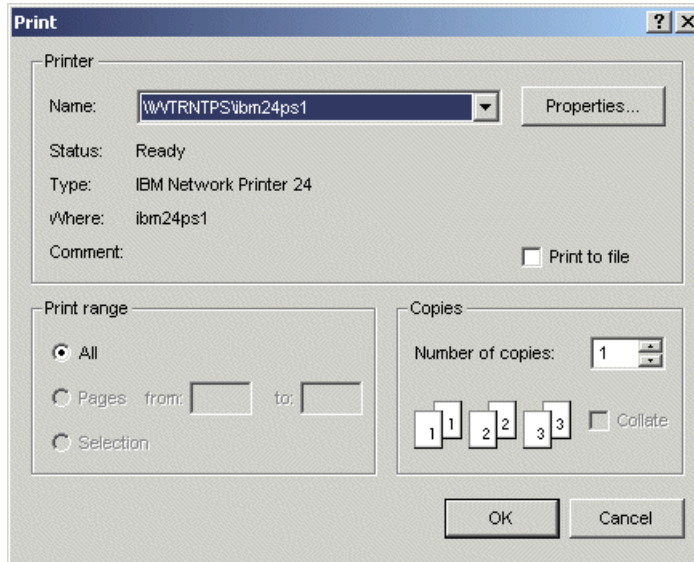 Print
Printer
Name: \\WTRNTPS\ibm24ps1
Properties...
Status: Ready
Type: IBM Network Printer 24
Where: ibm24ps1
Comment:
Print to file
Print range
All
Pages from: to:
Selection
Copies
Number of copies: 1
1 1 2 2 3 3
Collate
OK
Cancel